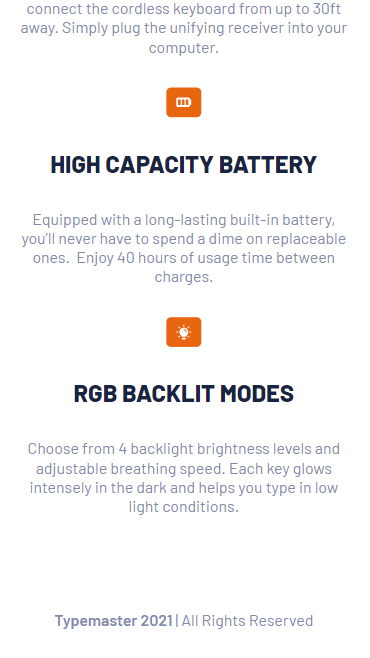 connect the cordless keyboard from up to 30ft
away. Simply plug the unifying receiver into your
computer.
HIGH CAPACITY BATTERY
Equipped with a long-lasting built-in battery,
you’ll never have to spend a dime on replaceable
ones.  Enjoy 40 hours of usage time between
charges.
RGB BACKLIT MODES
Choose from 4 backlight brightness levels and
adjustable breathing speed. Each key glows
intensely in the dark and helps you type in low
light conditions.
Typemaster 2021 | All Rights Reserved